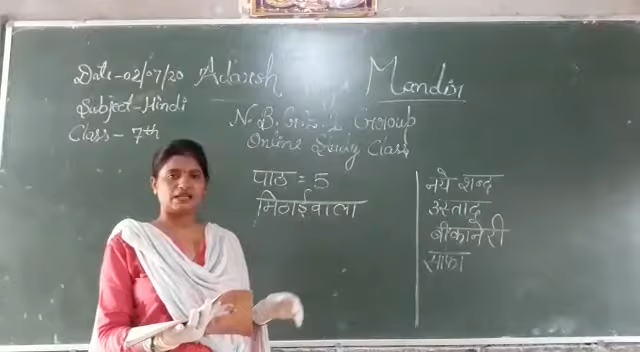 Date-02/07/20 Adarsh Mandir
Subject-Hindi
Class- 7th
N.B.G.S.I. Group
Online Study Class
पाठ = 5
मिठाईवाला
नये शब्द
उस्ताद
बीकानेरी
साफा